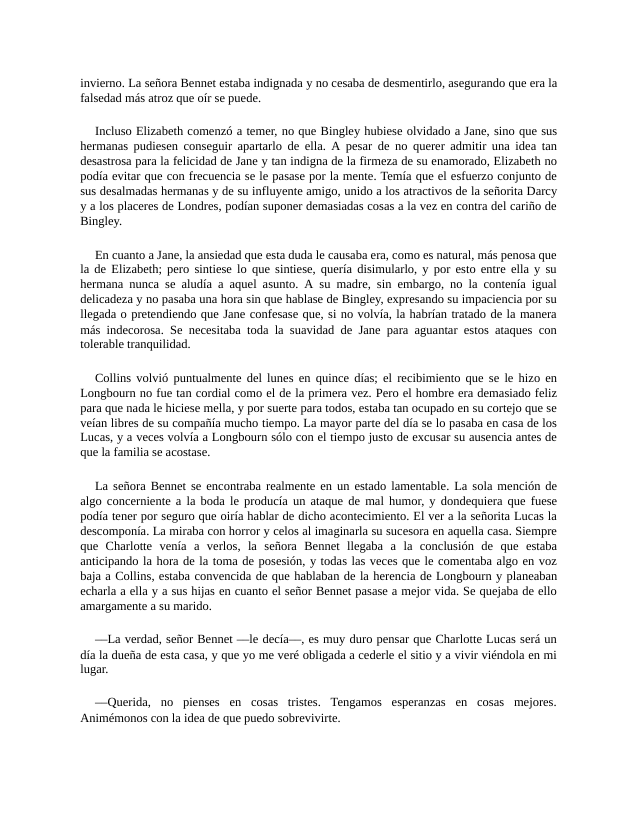 invierno. La señora Bennet estaba indignada y no cesaba de desmentirlo, asegurando que era la
falsedad más atroz que oír se puede.
Incluso Elizabeth comenzó a temer, no que Bingley hubiese olvidado a Jane, sino que sus
hermanas pudiesen conseguir apartarlo de ella. A pesar de no querer admitir una idea tan
desastrosa para la felicidad de Jane y tan indigna de la firmeza de su enamorado, Elizabeth no
podía evitar que con frecuencia se le pasase por la mente. Temía que el esfuerzo conjunto de
sus desalmadas hermanas y de su influyente amigo, unido a los atractivos de la señorita Darcy
y a los placeres de Londres, podían suponer demasiadas cosas a la vez en contra del cariño de
Bingley.
En cuanto a Jane, la ansiedad que esta duda le causaba era, como es natural, más penosa que
la de Elizabeth; pero sintiese lo que sintiese, quería disimularlo, y por esto entre ella y su
hermana nunca se aludía a aquel asunto. A su madre, sin embargo, no la contenía igual
delicadeza y no pasaba una hora sin que hablase de Bingley, expresando su impaciencia por su
llegada o pretendiendo que Jane confesase que, si no volvía, la habrían tratado de la manera
más indecorosa. Se necesitaba toda la suavidad de Jane para aguantar estos ataques con
tolerable tranquilidad.
Collins volvió puntualmente del lunes en quince días; el recibimiento que se le hizo en
Longbourn no fue tan cordial como el de la primera vez. Pero el hombre era demasiado feliz
para que nada le hiciese mella, y por suerte para todos, estaba tan ocupado en su cortejo que se
veían libres de su compañía mucho tiempo. La mayor parte del día se lo pasaba en casa de los
Lucas, y a veces volvía a Longbourn sólo con el tiempo justo de excusar su ausencia antes de
que la familia se acostase.
La señora Bennet se encontraba realmente en un estado lamentable. La sola mención de
algo concerniente a la boda le producía un ataque de mal humor, y dondequiera que fuese
podía tener por seguro que oiría hablar de dicho acontecimiento. El ver a la señorita Lucas la
descomponía. La miraba con horror y celos al imaginarla su sucesora en aquella casa. Siempre
que Charlotte venía a verlos, la señora Bennet llegaba a la conclusión de que estaba
anticipando la hora de la toma de posesión, y todas las veces que le comentaba algo en voz
baja a Collins, estaba convencida de que hablaban de la herencia de Longbourn y planeaban
echarla a ella y a sus hijas en cuanto el señor Bennet pasase a mejor vida. Se quejaba de ello
amargamente a su marido.
—La verdad, señor Bennet —le decía—, es muy duro pensar que Charlotte Lucas será un
día la dueña de esta casa, y que yo me veré obligada a cederle el sitio y a vivir viéndola en mi
lugar.
—Querida, no pienses en cosas tristes. Tengamos esperanzas en cosas mejores.
Animémonos con la idea de que puedo sobrevivirte.